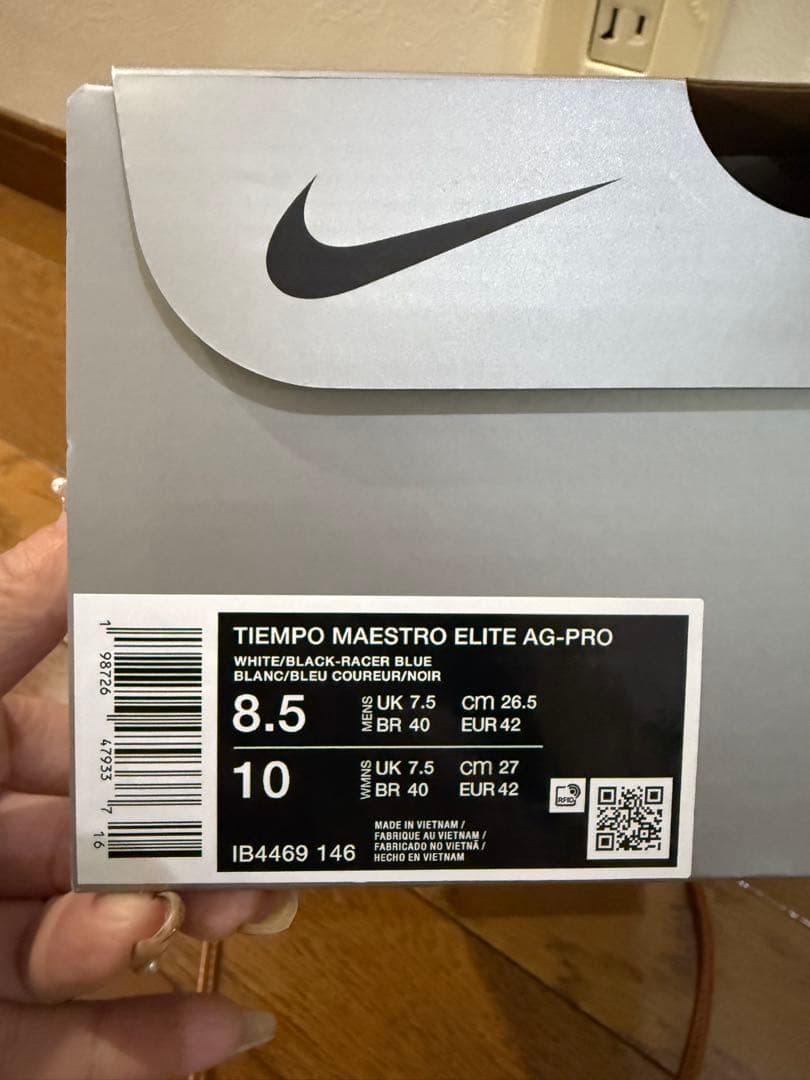 TIEMPO MAESTRO ELITE AG-PRO
WHITE/BLACK-RACER BLUE
BLANC/BLEU COUREUR/NOIR
8.5 MENS UK 7.5 cm 26.5
BR 40 EUR 42
10 WMNS UK 7.5 cm 27
BR 40 EUR 42
RFID
MADE IN VIETNAM /
FABRIQUE AU VIETNAM /
FABRICADO NO VIETNÃ /
HECHO EN VIETNAM
IB4469 146
1 98726 47933 7 16